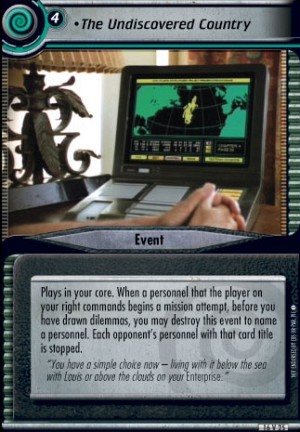 4
•The Undiscovered Country
Event
Plays in your core. When a personnel that the player on
your right commands begins a mission attempt, before you
have drawn dilemmas, you may destroy this event to name
a personnel. Each opponent's personnel with that card title
is stopped.
"You have a simple choice now – living with it below the sea
with Louis or above the clouds on your Enterprise."
14 V 25